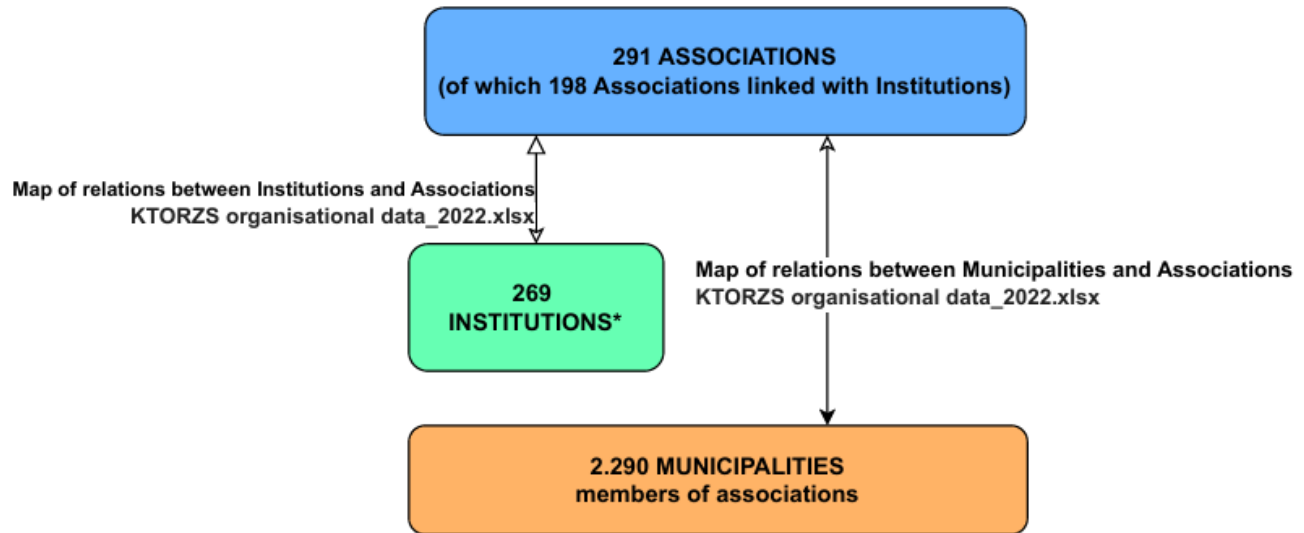 291 ASSOCIATIONS
(of which 198 Associations linked with Institutions)
Map of relations between Institutions and Associations
KTORZS organisational data_2022.xlsx
269
INSTITUTIONS*
Map of relations between Municipalities and Associations
KTORZS organisational data_2022.xlsx
2.290 MUNICIPALITIES
members of associations